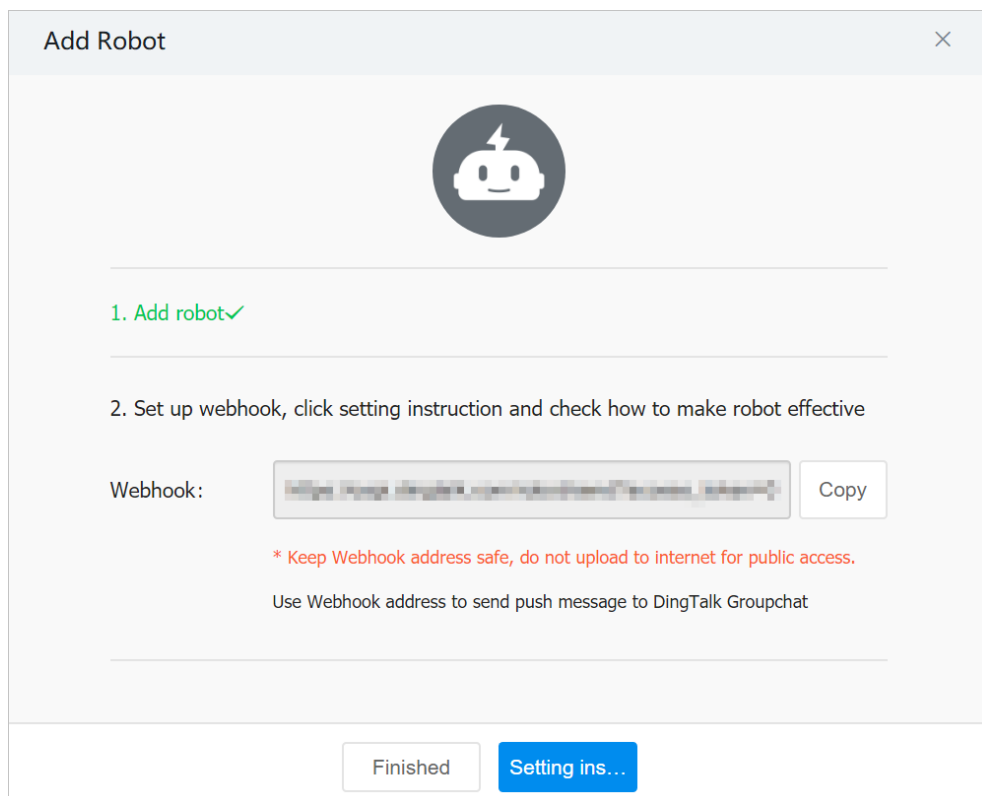 Add Robot
1. Add robot
2. Set up webhook, click setting instruction and check how to make robot effective
Webhook:
Copy
* Keep Webhook address safe, do not upload to internet for public access.
Use Webhook address to send push message to DingTalk Groupchat
Finished
Setting ins...